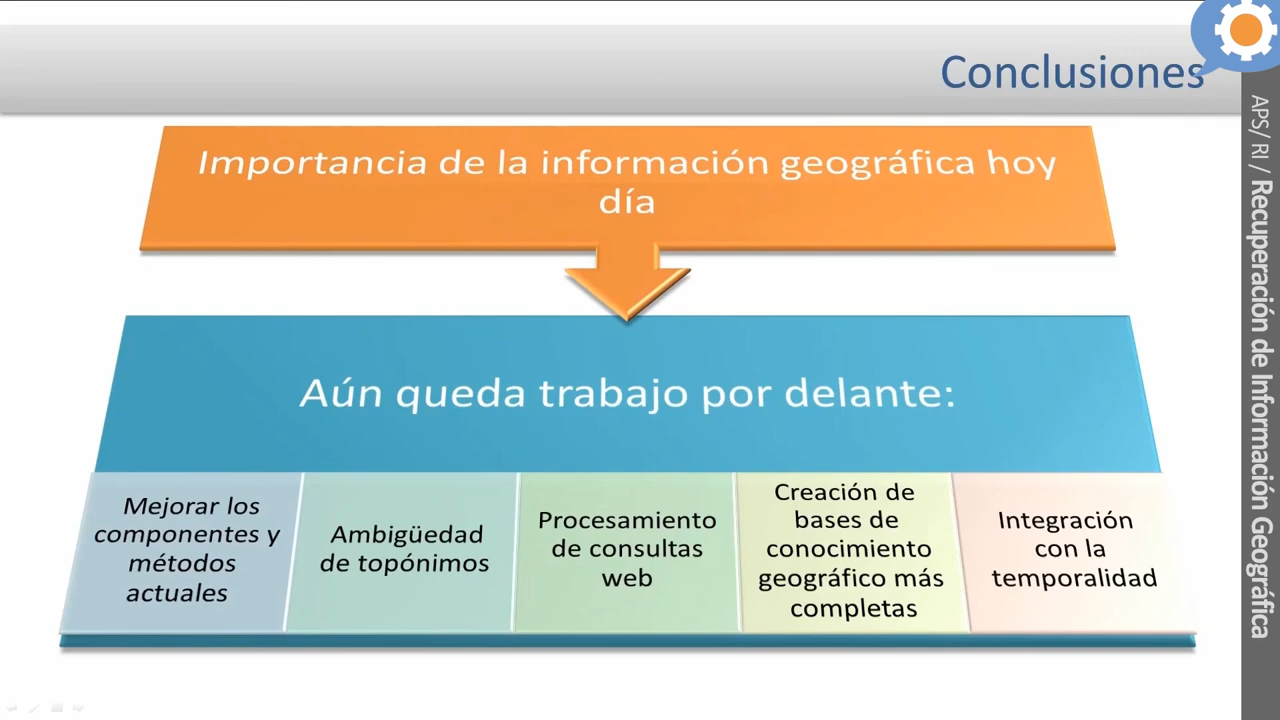 Conclusiones
Importancia de la información geográfica hoy
día
Aún queda trabajo por delante:
Mejorar los
componentes y
métodos
actuales
Ambigüedad
de topónimos
Procesamiento
de consultas
web
Creación de
bases de
conocimiento
geográfico más
completas
Integración
con la
temporalidad
APS/ RI / Recuperación de Información Geográfica